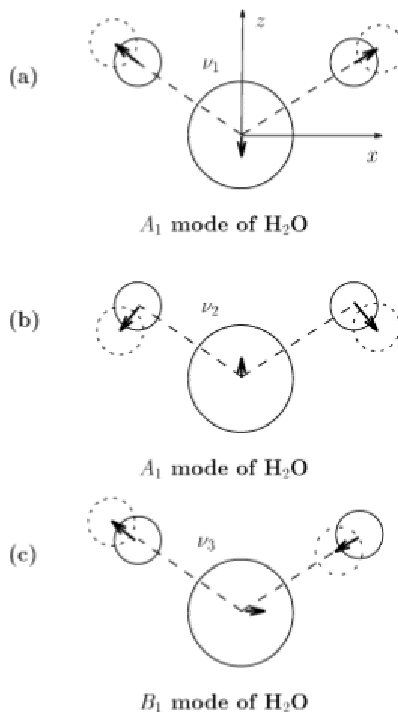 z
(a)
ν₁
x
A₁ mode of H₂O
(b)
ν₂
A₁ mode of H₂O
(c)
ν₃
B₁ mode of H₂O